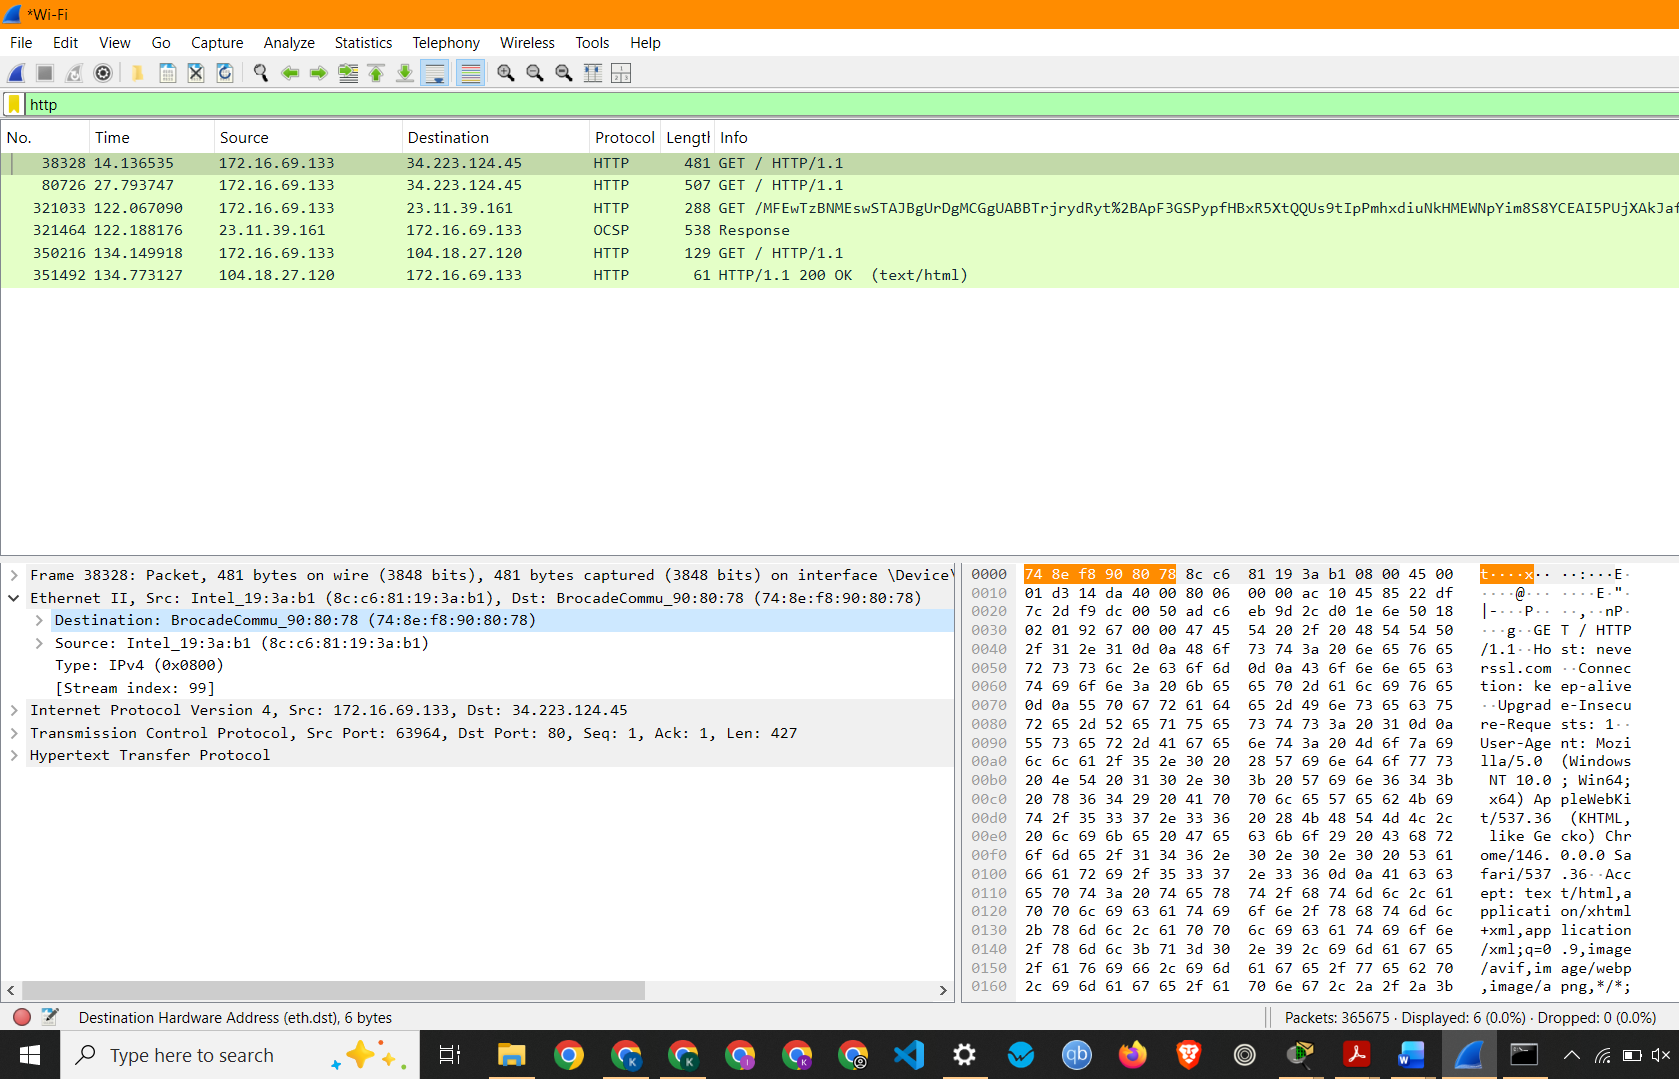 *Wi-Fi
File Edit View Go Capture Analyze Statistics Telephony Wireless Tools Help
http
No. Time Source Destination Protocol Length Info
38328 14.136535 172.16.69.133 34.223.124.45 HTTP 481 GET / HTTP/1.1
80726 27.793747 172.16.69.133 34.223.124.45 HTTP 507 GET / HTTP/1.1
321033 122.067090 172.16.69.133 23.11.39.161 HTTP 288 GET /MFEwTzBNMEswSTAJBgUrDgMCGgUABBTrjrydRyt%2BApF3GSPypfHBxR5XtQQUs9tIpPmhxdiuNkHMEWNpYim8S8YCEAI5PUjXAkJaf
321464 122.188176 23.11.39.161 172.16.69.133 OCSP 538 Response
350216 134.149918 172.16.69.133 104.18.27.120 HTTP 129 GET / HTTP/1.1
351492 134.773127 104.18.27.120 172.16.69.133 HTTP 61 HTTP/1.1 200 OK (text/html)
Frame 38328: Packet, 481 bytes on wire (3848 bits), 481 bytes captured (3848 bits) on interface \Device\
Ethernet II, Src: Intel_19:3a:b1 (8c:c6:81:19:3a:b1), Dst: BrocadeCommu_90:80:78 (74:8e:f8:90:80:78)
Destination: BrocadeCommu_90:80:78 (74:8e:f8:90:80:78)
Source: Intel_19:3a:b1 (8c:c6:81:19:3a:b1)
Type: IPv4 (0x0800)
[Stream index: 99]
Internet Protocol Version 4, Src: 172.16.69.133, Dst: 34.223.124.45
Transmission Control Protocol, Src Port: 63964, Dst Port: 80, Seq: 1, Ack: 1, Len: 427
Hypertext Transfer Protocol
0000 74 8e f8 90 80 78 8c c6 81 19 3a b1 08 00 45 00 t····x·· ··:···E·
0010 01 d3 14 da 40 00 80 06 00 00 ac 10 45 85 22 df ····@··· ····E·"·
0020 7c 2d f9 dc 00 50 ad c6 eb 9d 2c d0 1e 6e 50 18 |-···P·· ··,··nP·
0030 02 01 92 67 00 00 47 45 54 20 2f 20 48 54 54 50 ···g··GE T / HTTP
0040 2f 31 2e 31 0d 0a 48 6f 73 74 3a 20 6e 65 76 65 /1.1··Ho st: neve
0050 72 73 73 6c 2e 63 6f 6d 0d 0a 43 6f 6e 6e 65 63 rssl.com ··Connec
0060 74 69 6f 6e 3a 20 6b 65 65 70 2d 61 6c 69 76 65 tion: ke ep-alive
0070 0d 0a 55 70 67 72 61 64 65 2d 49 6e 73 65 63 75 ··Upgrad e-Insecu
0080 72 65 2d 52 65 71 75 65 73 74 73 3a 20 31 0d 0a re-Reque sts: 1··
0090 55 73 65 72 2d 41 67 65 6e 74 3a 20 4d 6f 7a 69 User-Age nt: Mozi
00a0 6c 6c 61 2f 35 2e 30 20 28 57 69 6e 64 6f 77 73 lla/5.0 (Windows
00b0 20 4e 54 20 31 30 2e 30 3b 20 57 69 6e 36 34 3b NT 10.0 ; Win64;
00c0 20 78 36 34 29 20 41 70 70 6c 65 57 65 62 4b 69 x64) Ap pleWebKi
00d0 74 2f 35 33 37 2e 33 36 20 28 4b 48 54 4d 4c 2c t/537.36 (KHTML,
00e0 20 6c 69 6b 65 20 47 65 63 6b 6f 29 20 43 68 72 like Ge cko) Chr
00f0 6f 6d 65 2f 31 34 36 2e 30 2e 30 2e 30 20 53 61 ome/146. 0.0.0 Sa
0100 66 61 72 69 2f 35 33 37 2e 33 36 0d 0a 41 63 63 fari/537 .36··Acc
0110 65 70 74 3a 20 74 65 78 74 2f 68 74 6d 6c 2c 61 ept: tex t/html,a
0120 70 70 6c 69 63 61 74 69 6f 6e 2f 78 68 74 6d 6c pplicati on/xhtml
0130 2b 78 6d 6c 2c 61 70 70 6c 69 63 61 74 69 6f 6e +xml,app lication
0140 2f 78 6d 6c 3b 71 3d 30 2e 39 2c 69 6d 61 67 65 /xml;q=0 .9,image
0150 2f 61 76 69 66 2c 69 6d 61 67 65 2f 77 65 62 70 /avif,im age/webp
0160 2c 69 6d 61 67 65 2f 61 70 6e 67 2c 2a 2f 2a 3b ,image/a png,*/*;
Destination Hardware Address (eth.dst), 6 bytes
Packets: 365675 · Displayed: 6 (0.0%) · Dropped: 0 (0.0%)
Type here to search